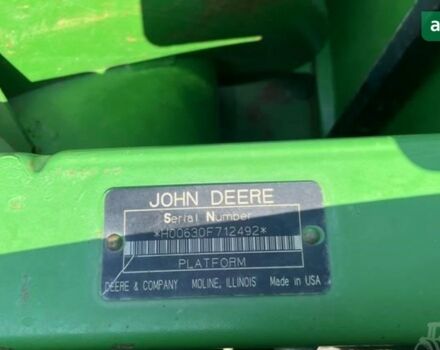 a
JOHN DEERE
Serial Number
*H00630F712492*
PLATFORM
DEERE & COMPANY MOLINE, ILLINOIS Made in USA